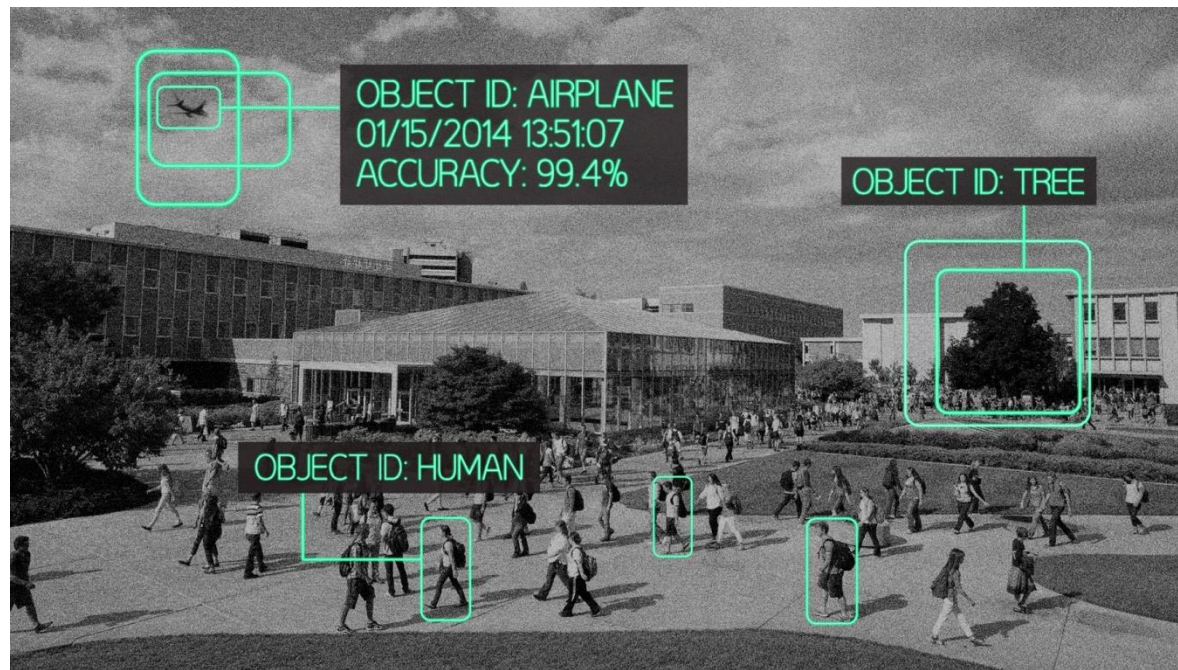 OBJECT ID: AIRPLANE
01/15/2014 13:51:07
ACCURACY: 99.4%
OBJECT ID: TREE
OBJECT ID: HUMAN